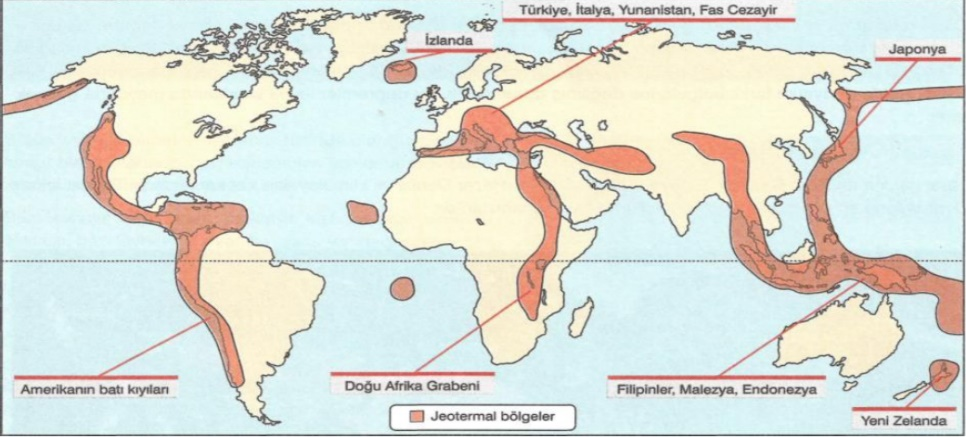 Türkiye, İtalya, Yunanistan, Fas Cezayir
İzlanda
Japonya
Amerikanın batı kıyıları
Doğu Afrika Grabeni
Filipinler, Malezya, Endonezya
Jeotermal bölgeler
Yeni Zelanda